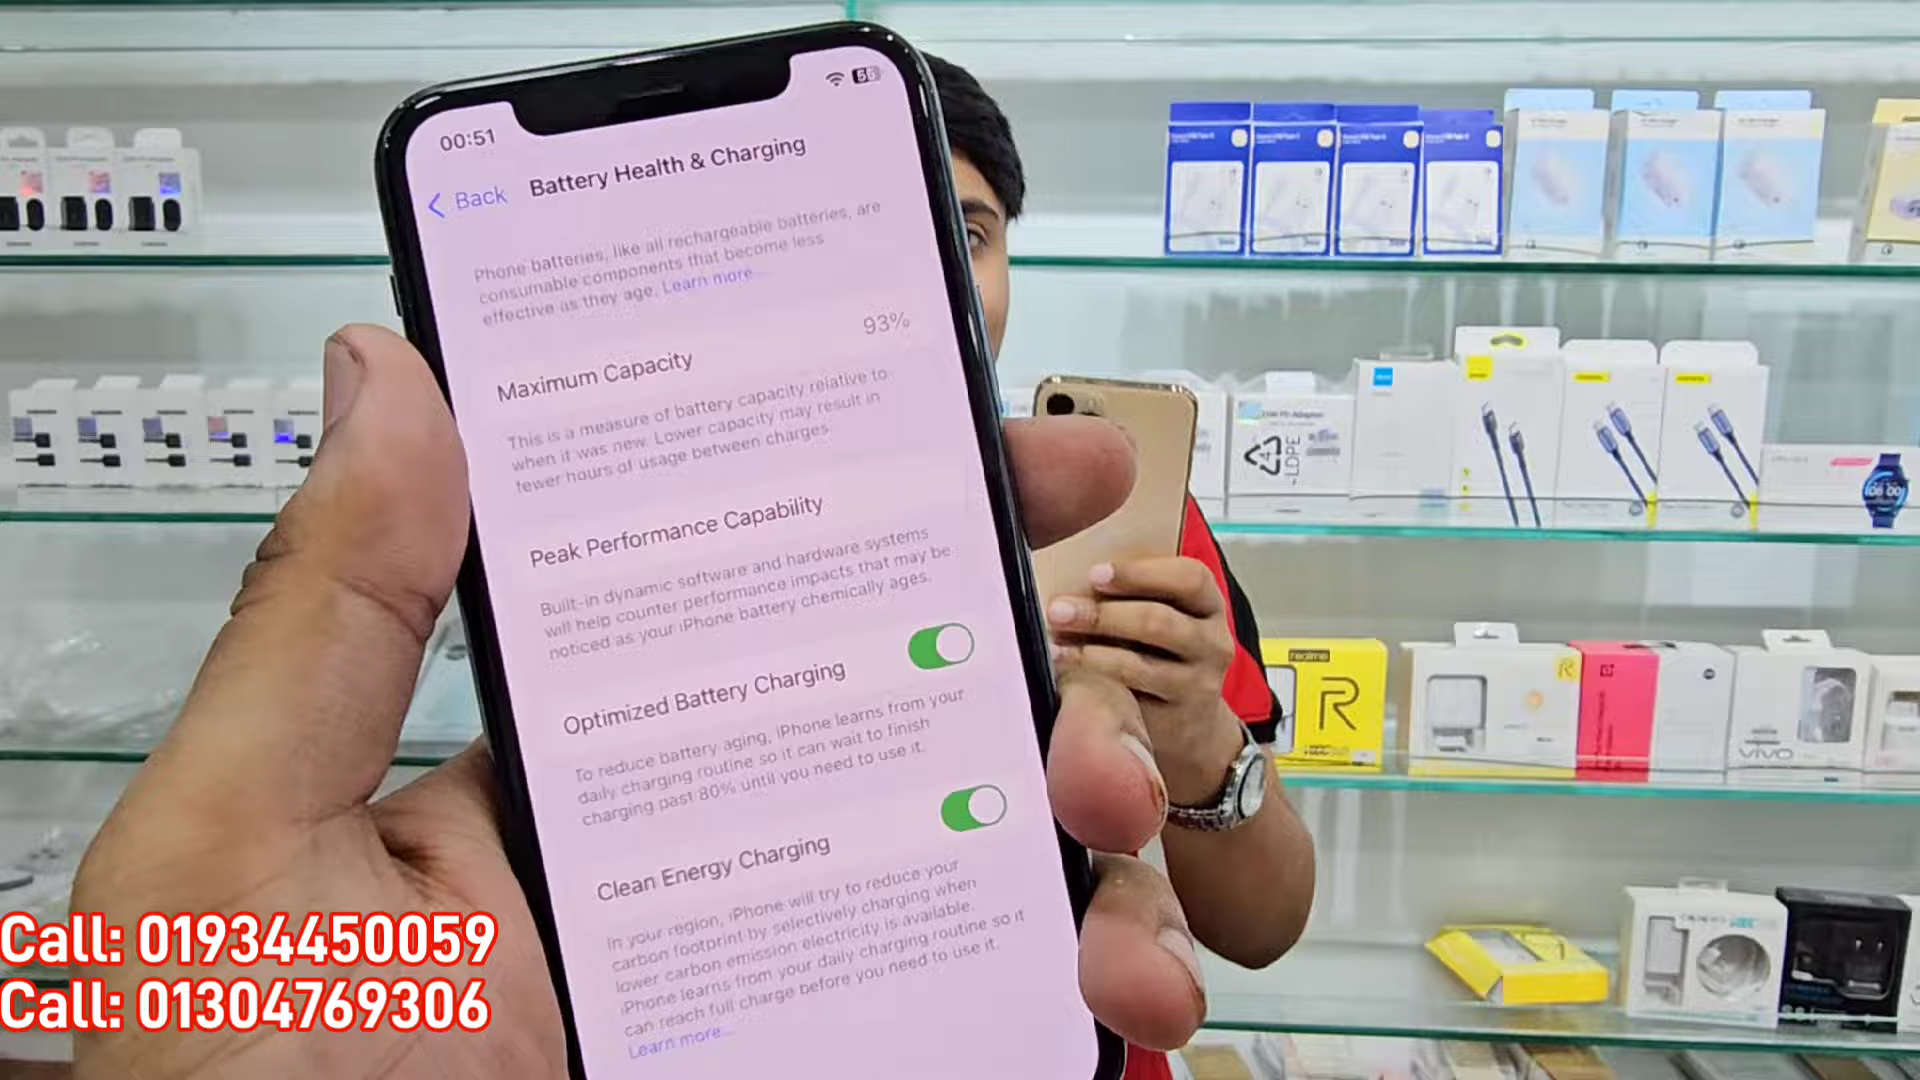 00:51
55
Back
Battery Health & Charging
Phone batteries, like all rechargeable batteries, are
consumable components that become less
effective as they age. Learn more...
Maximum Capacity
93%
This is a measure of battery capacity relative to
when it was new. Lower capacity may result in
fewer hours of usage between charges.
Peak Performance Capability
Built-in dynamic software and hardware systems
will help counter performance impacts that may be
noticed as your iPhone battery chemically ages.
Optimized Battery Charging
To reduce battery aging, iPhone learns from your
daily charging routine so it can wait to finish
charging past 80% until you need to use it.
Clean Energy Charging
In your region, iPhone will try to reduce your
carbon footprint by selectively charging when
lower carbon emission electricity is available.
iPhone learns from your daily charging routine so it
can reach full charge before you need to use it.
Learn more...
4
LDPE
realme
R
R
VIVO
Call: 01934450059
Call: 01304769306